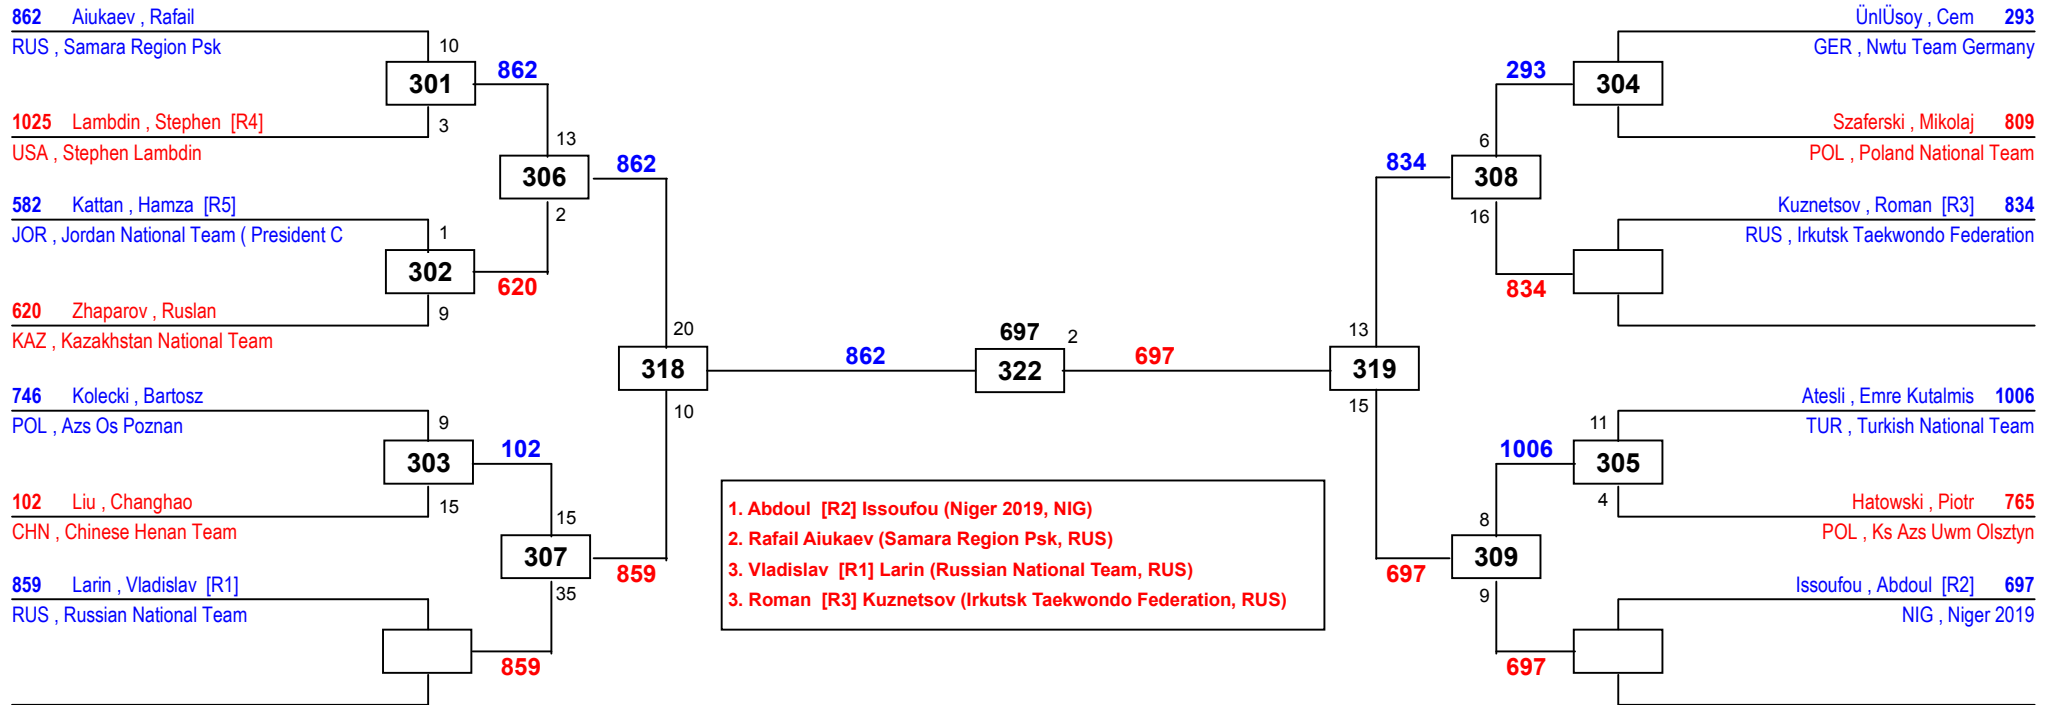 862 Aiukaev , Rafail
RUS , Samara Region Psk
10
301
862
1025 Lambdin , Stephen [R4]
3
USA , Stephen Lambdin
13
306
862
2
582 Kattan , Hamza [R5]
JOR , Jordan National Team ( President C
1
302
620
620 Zhaparov , Ruslan
9
KAZ , Kazakhstan National Team
20
318
862
10
746 Kolecki , Bartosz
POL , Azs Os Poznan
9
303
102
102 Liu , Changhao
15
CHN , Chinese Henan Team
15
307
859
35
859 Larin , Vladislav [R1]
RUS , Russian National Team
859
697
2
322
697
1. Abdoul [R2] Issoufou (Niger 2019, NIG)
2. Rafail Aiukaev (Samara Region Psk, RUS)
3. Vladislav [R1] Larin (Russian National Team, RUS)
3. Roman [R3] Kuznetsov (Irkutsk Taekwondo Federation, RUS)
ÜnlÜsoy , Cem 293
GER , Nwtu Team Germany
293
304
Szaferski , Mikolaj 809
POL , Poland National Team
6
834
308
16
Kuznetsov , Roman [R3] 834
RUS , Irkutsk Taekwondo Federation
834
13
319
15
Atesli , Emre Kutalmis 1006
11
TUR , Turkish National Team
1006
305
4
Hatowski , Piotr 765
POL , Ks Azs Uwm Olsztyn
8
309
697
9
Issoufou , Abdoul [R2] 697
NIG , Niger 2019
697